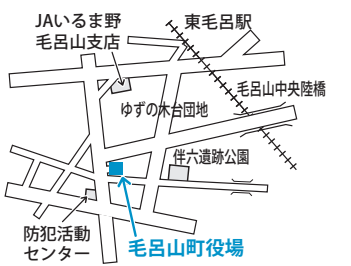 JAいるま野
毛呂山支店
東毛呂駅
毛呂山中央陸橋
ゆずの木台団地
伴六遺跡公園
防犯活動
センター
毛呂山町役場